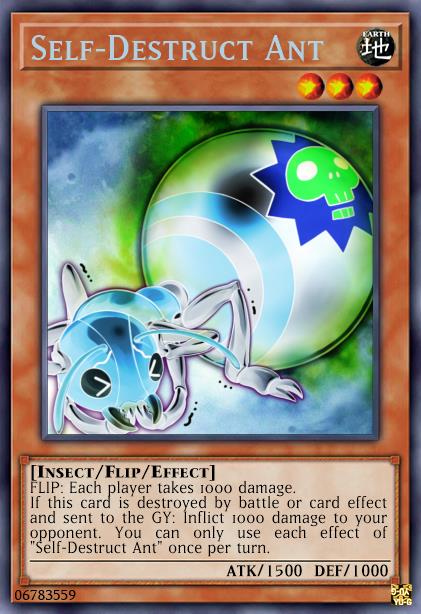 Self-Destruct Ant
EARTH
地
[Insect/Flip/Effect]
FLIP: Each player takes 1000 damage.
If this card is destroyed by battle or card effect
and sent to the GY: Inflict 1000 damage to your
opponent. You can only use each effect of
"Self-Destruct Ant" once per turn.
ATK/1500 DEF/1000
06783559